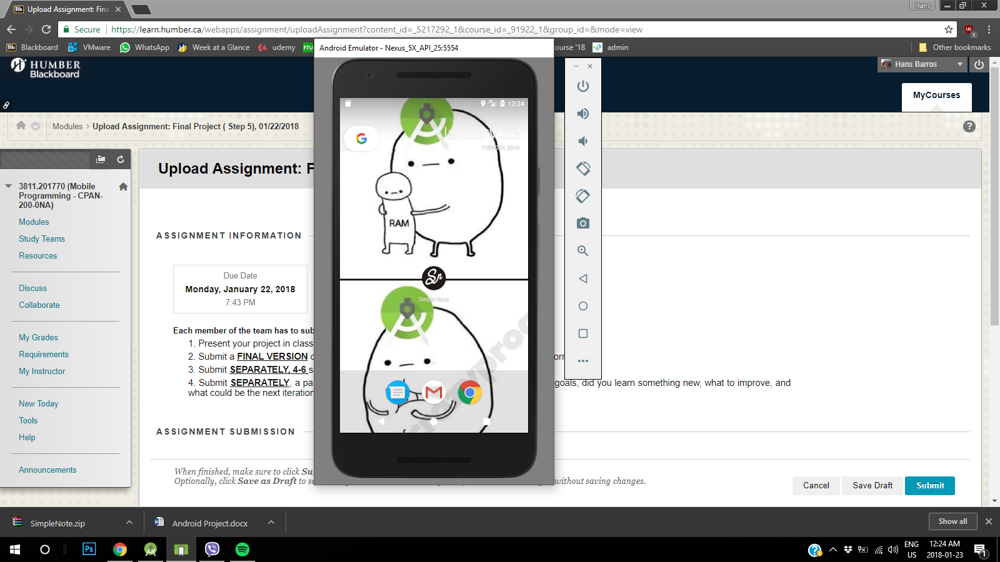 Upload Assignment: Fina
Hans
Secure
https://learn.humber.ca/webapps/assignment/uploadAssignment?content_id=_5217292_1&course_id=_91922_1&group_id=&mode=view
Blackboard
VMware
WhatsApp
Week at a Glance
udemy
FTU
ourse '18
admin
Other bookmarks
Android Emulator - Nexus_5X_API_25:5554
HUMBER
Blackboard
Hans Barros
MyCourses
Modules › Upload Assignment: Final Project ( Step 5), 01/22/2018
3811.201770 (Mobile
Programming - CPAN-
200-0NA)
Modules
Study Teams
Resources
Discuss
Collaborate
My Grades
Requirements
My Instructor
New Today
Tools
Help
Announcements
Upload Assignment: F
ASSIGNMENT INFORMATION
Due Date
Monday, January 22, 2018
7:43 PM
Each member of the team has to sub
1. Present your project in class
2. Submit a FINAL VERSION
3. Submit SEPARATELY, 4-6 s
4. Submit SEPARATELY, a pa
goals, did you learn something new, what to improve, and
what could be the next iteration
ASSIGNMENT SUBMISSION
When finished, make sure to click Su
Optionally, click Save as Draft to sa
without saving changes.
Cancel
Save Draft
Submit
12:24
January 23
TUESDAY, 2018
RAM
Sn
Simple Note!
SimpleNote.zip
Android Project.docx
Show all
Ps
ENG
US
12:24 AM
2018-01-23
1